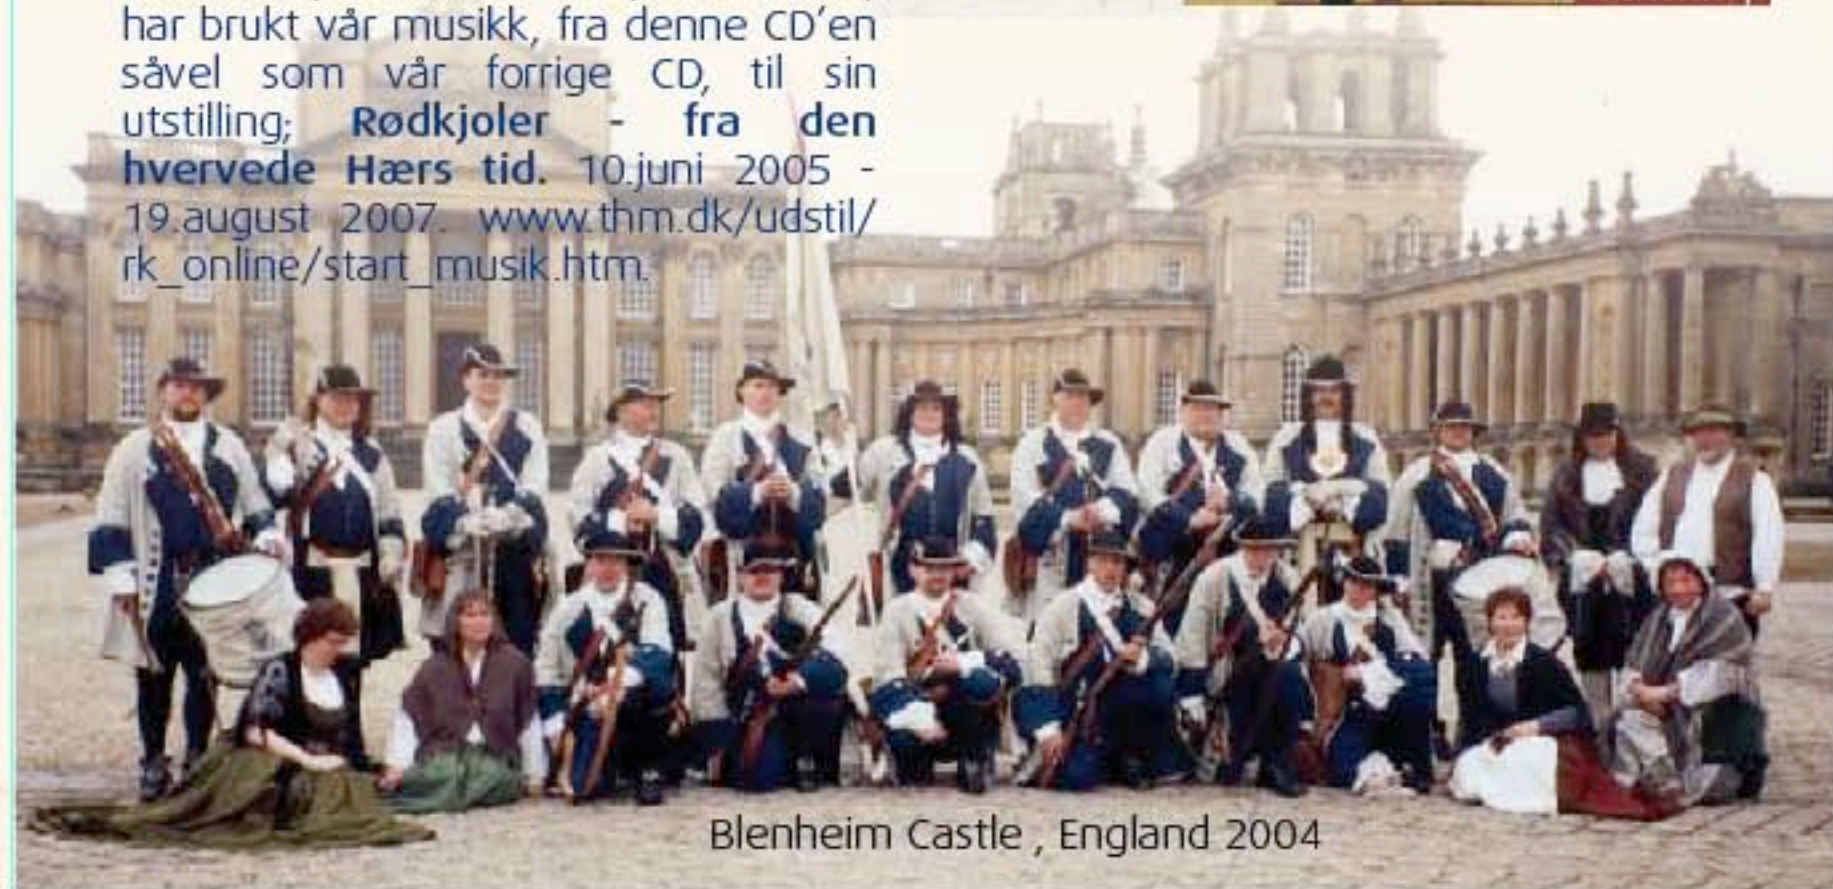 har brukt vår musikk, fra denne CD'en
såvel som vår forrige CD, til sin
utstilling; Rødkjoler - fra den
hvervede Hærs tid. 10.juni 2005 -
19.august 2007. www.thm.dk/udstil/
rk_online/start_musik.htm.
Blenheim Castle , England 2004